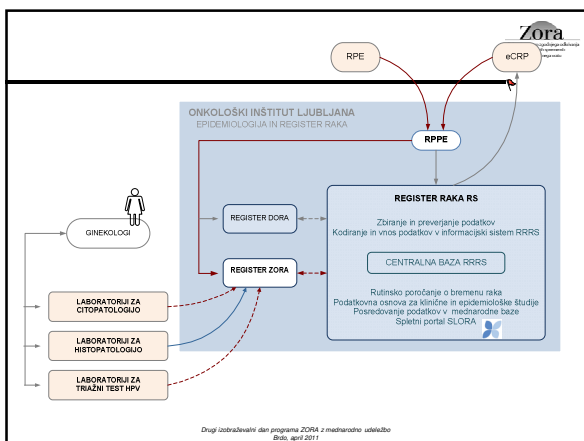 Zora
RPE
eCRP
ONKOLOŠKI INŠTITUT LJUBLJANA
EPIDEMIOLOGIJA IN REGISTER RAKA
RPPE
REGISTER RAKA RS
Zbiranje in preverjanje podatkov
Kodiranje in vnos podatkov v informacijski sistem RRRS
CENTRALNA BAZA RRRS
Rutinsko poročanje o bremenu raka
Podatkovna osnova za klinične in epidemiološke študije
Posredovanje podatkov v mednarodne baze
Spletni portal SLORA
REGISTER DORA
REGISTER ZORA
GINEKOLOGI
LABORATORIJI ZA
CITOPATOLOGIJO
LABORATORIJI ZA
HISTOPATOLOGIJO
LABORATORIJI ZA
TRIAŽNI TEST HPV
Drugi izobraževalni dan programa ZORA z mednarodno udeležbo
Brdo, april 2011